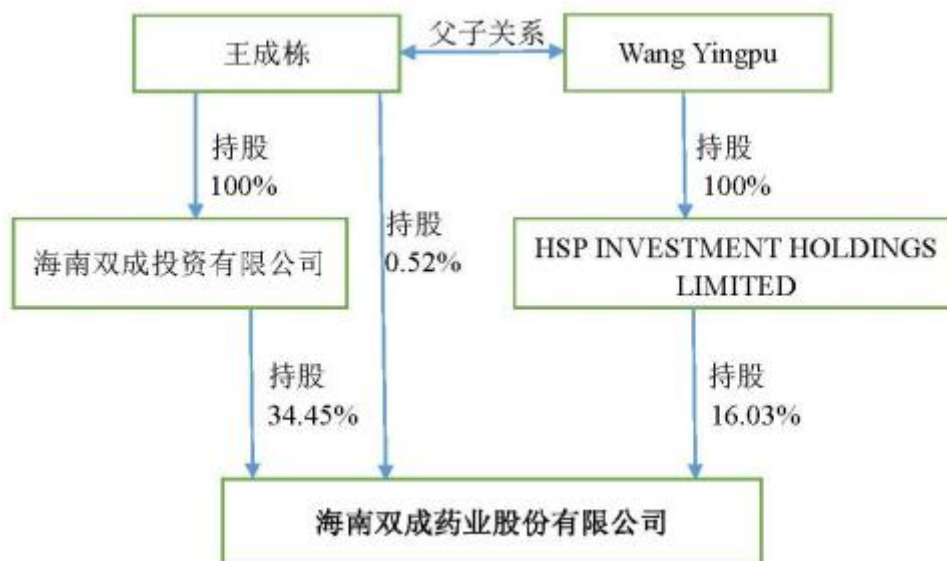 王成栋
父子关系
Wang Yingpu
持股
100%
持股
0.52%
持股
100%
海南双成投资有限公司
HSP INVESTMENT HOLDINGS
LIMITED
持股
34.45%
持股
16.03%
海南双成药业股份有限公司